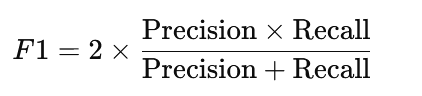 F1 = 2 × Precision × Recall / Precision + Recall